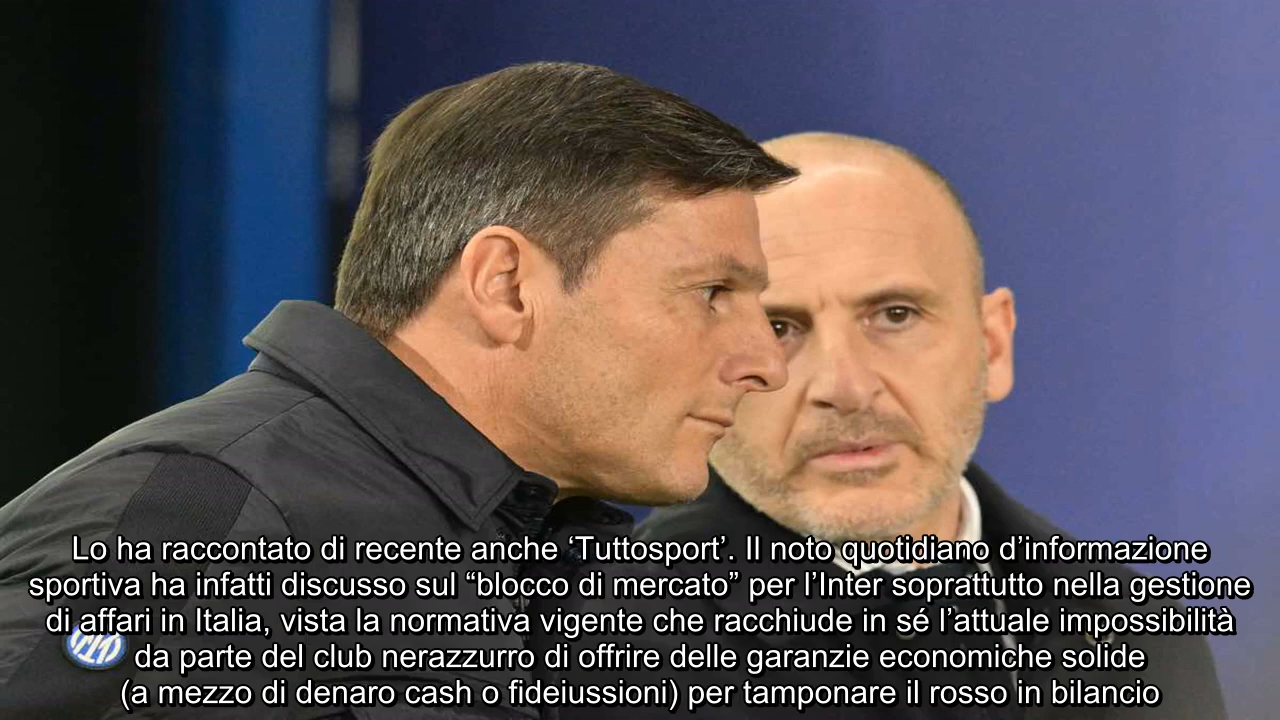 Lo ha raccontato di recente anche ‘Tuttosport’. Il noto quotidiano d’informazione
sportiva ha infatti discusso sul “blocco di mercato” per l’Inter soprattutto nella gestione
di affari in Italia, vista la normativa vigente che racchiude in sé l’attuale impossibilità
da parte del club nerazzurro di offrire delle garanzie economiche solide
(a mezzo di denaro cash o fideiussioni) per tamponare il rosso in bilancio